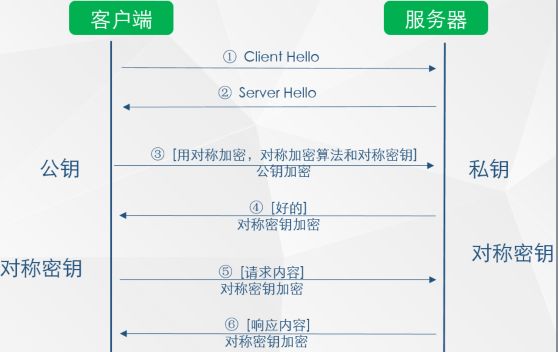 客户端 服务器
① Client Hello
② Server Hello
③ [用对称加密，对称加密算法和对称密钥]
公钥 私钥
公钥加密
④ [好的]
对称密钥加密
对称密钥 对称密钥
⑤ [请求内容]
对称密钥加密
⑥ [响应内容]
对称密钥加密